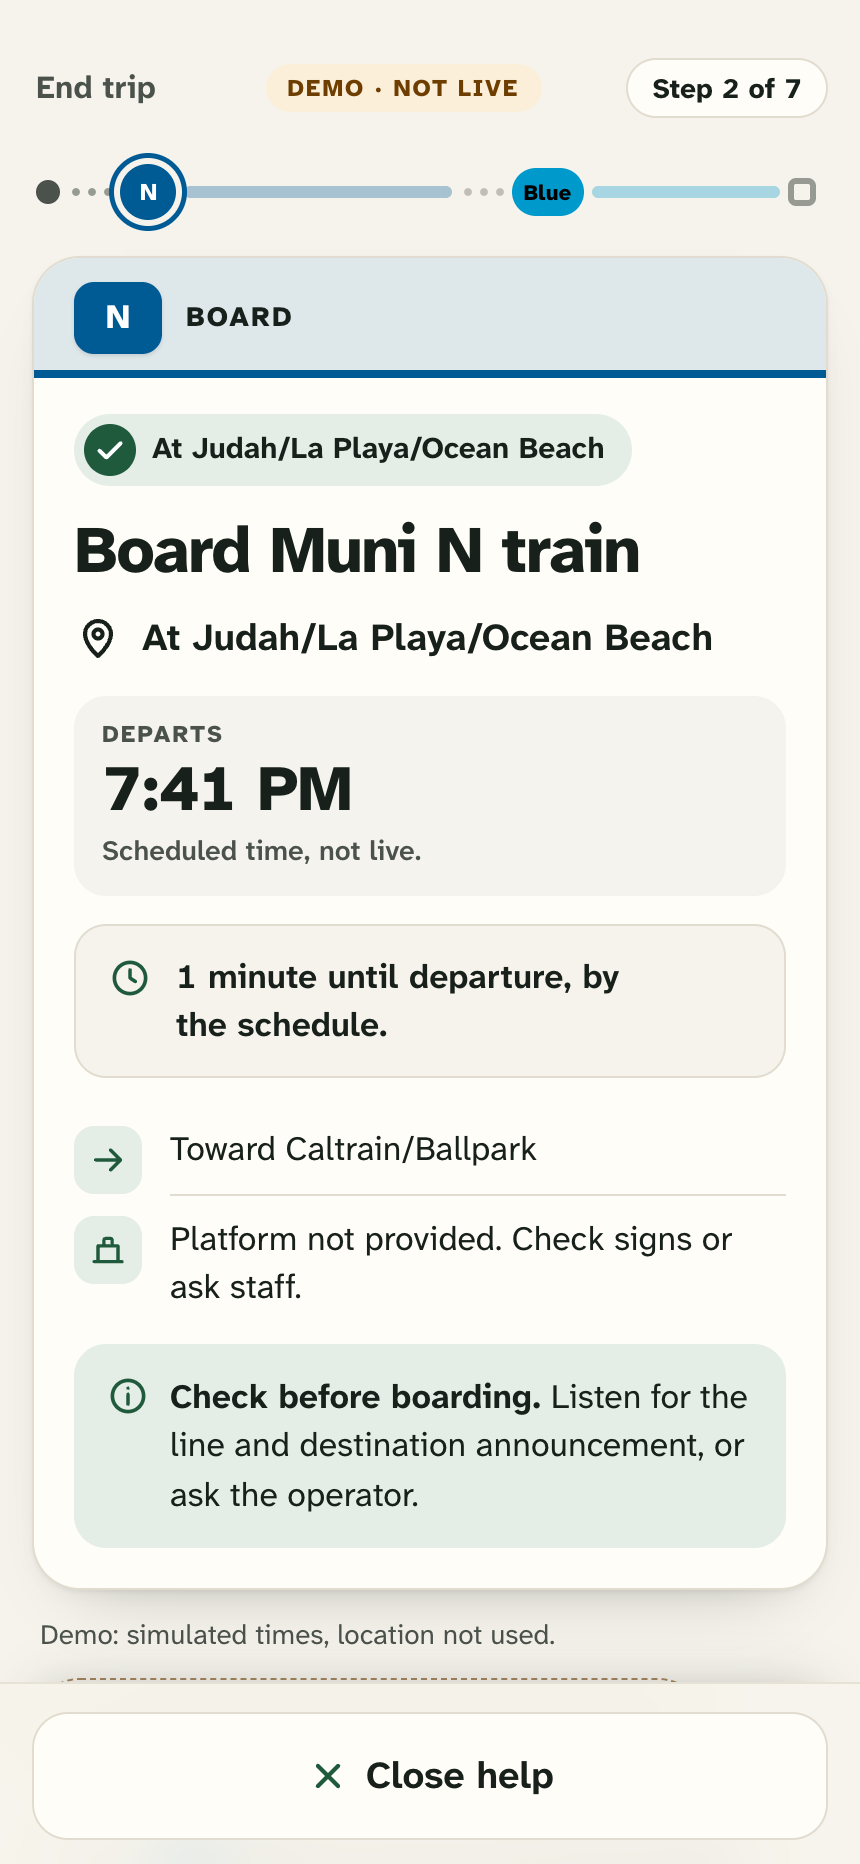 End trip
DEMO · NOT LIVE
Step 2 of 7
N
Blue
N
BOARD
At Judah/La Playa/Ocean Beach
Board Muni N train
At Judah/La Playa/Ocean Beach
DEPARTS
7:41 PM
Scheduled time, not live.
1 minute until departure, by
the schedule.
Toward Caltrain/Ballpark
Platform not provided. Check signs or
ask staff.
Check before boarding. Listen for the
line and destination announcement, or
ask the operator.
Demo: simulated times, location not used.
Close help